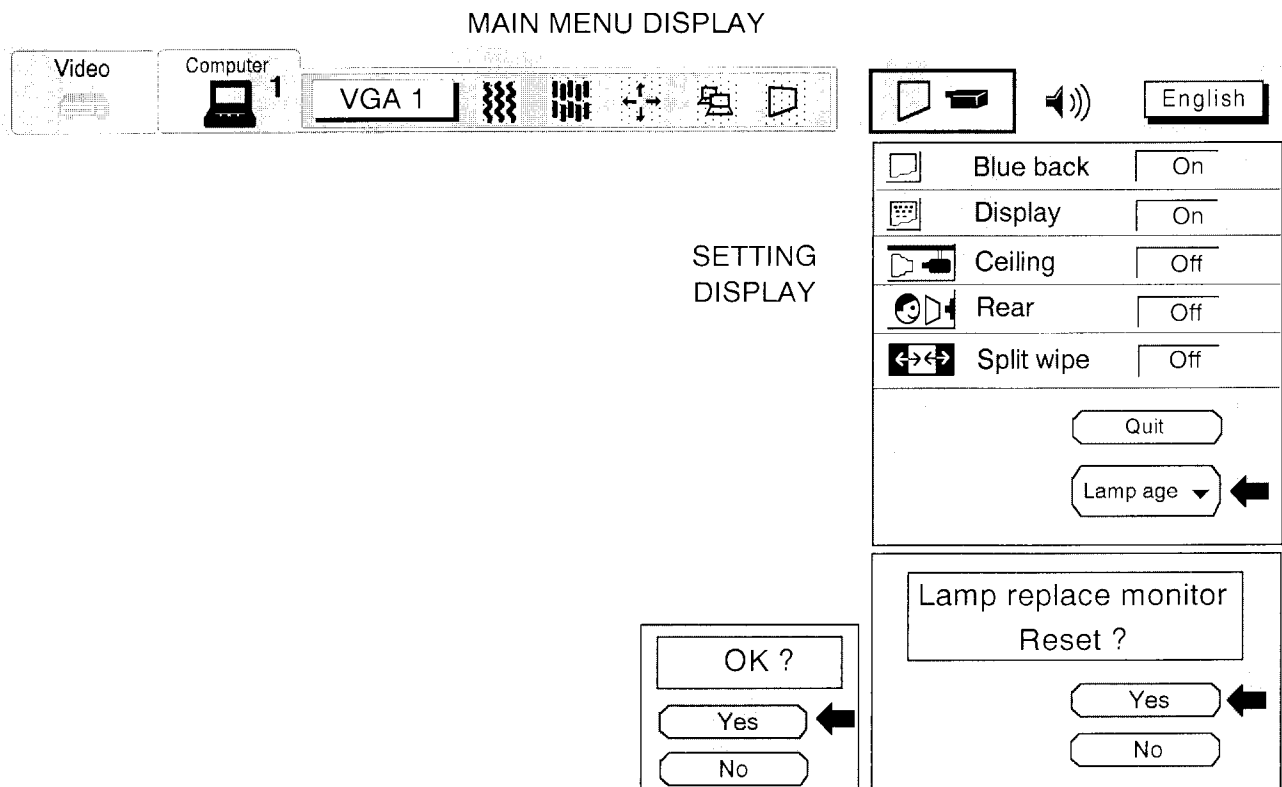 MAIN MENU DISPLAY
Video
Computer
1
VGA 1
English
Blue back On
Display On
SETTING
DISPLAY
Ceiling Off
Rear Off
Split wipe Off
Quit
Lamp age
Lamp replace monitor
Reset ?
Yes
No
OK ?
Yes
No